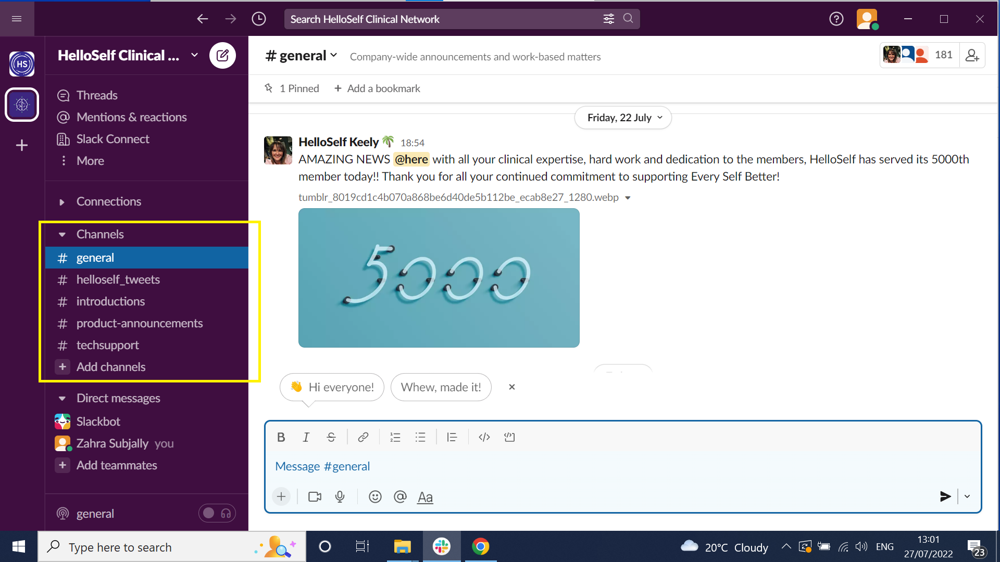 Search HelloSelf Clinical Network
HS
HelloSelf Clinical ...
Threads
Mentions & reactions
Slack Connect
More
Connections
Channels
# general
# helloself_tweets
# introductions
# product-announcements
# techsupport
+ Add channels
Direct messages
Slackbot
Zahra Subjally you
+ Add teammates
general
# general
Company-wide announcements and work-based matters
181
1 Pinned
+ Add a bookmark
Friday, 22 July
HelloSelf Keely 🌴 18:54
AMAZING NEWS @here with all your clinical expertise, hard work and dedication to the members, HelloSelf has served its 5000th
member today!! Thank you for all your continued commitment to supporting Every Self Better!
tumblr_8019cd1c4b070a868be6d40de5b112be_ecab8e27_1280.webp
5000
👋 Hi everyone!
Whew, made it!
B I S
Message #general
Aa
Type here to search
20°C Cloudy
ENG
13:01
27/07/2022
23